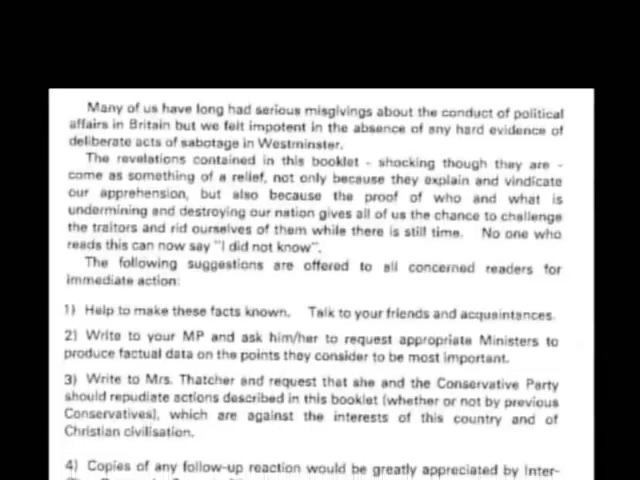 Many of us have long had serious misgivings about the conduct of political
affairs in Britain but we felt impotent in the absence of any hard evidence of
deliberate acts of sabotage in Westminster.
The revelations contained in this booklet - shocking though they are -
come as something of a relief, not only because they explain and vindicate
our apprehension, but also because the proof of who and what is
undermining and destroying our nation gives all of us the chance to challenge
the traitors and rid ourselves of them while there is still time. No one who
reads this can now say "I did not know".
The following suggestions are offered to all concerned readers for
immediate action:
1) Help to make these facts known. Talk to your friends and acquaintances.
2) Write to your MP and ask him/her to request appropriate Ministers to
produce factual data on the points they consider to be most important.
3) Write to Mrs. Thatcher and request that she and the Conservative Party
should repudiate actions described in this booklet (whether or not by previous
Conservatives), which are against the interests of this country and of
Christian civilisation.
4) Copies of any follow-up reaction would be greatly appreciated by Inter-